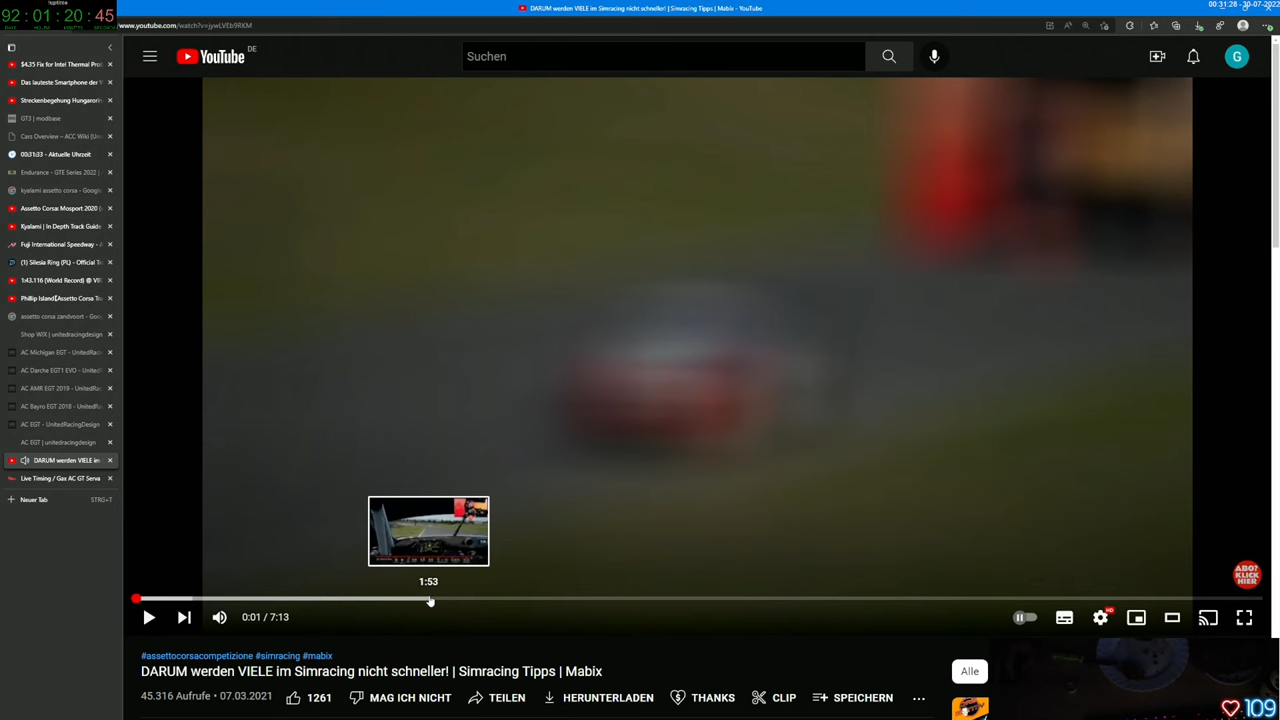 92:01:20:45
DARUM werden VIELE im Simracing nicht schneller! | Simracing Tipps | Mabix - YouTube
00:31:28 - 30-07-2022
www.youtube.com/watch?v=jywLVEb9RKM
$4.35 Fix for Intel Thermal Pro
Das lauteste Smartphone der
Streckenbegehung Hungarorin
GT3 | modbase
Cars Overview – ACC Wiki (Un
00:31:33 - Aktuelle Uhrzeit
Endurance - GTE Series 2022 |
kyalami assetto corsa - Google
Assetto Corsa: Mosport 2020 (
Kyalami | In Depth Track Guide
Fuji International Speedway - A
(1) Silesia Ring (PL) - Official Tr
1:43.116 (World Record) @ VIR
Phillip Island[Assetto Corsa Tra
assetto corsa zandvoort - Goo
Shop WIX | unitedracingdesign
AC Michigan EGT - UnitedRac
AC Darche EGT1 EVO - United
AC AMR EGT 2019 - UnitedRa
AC Bayro EGT 2018 - UnitedRa
AC EGT - UnitedRacingDesign
AC EGT | unitedracingdesign
DARUM werden VIELE im
Live Timing / Gax AC GT Serve
Neuer Tab STRG+T
YouTube DE
Suchen
G
1:53
ABO?
KLICK
HIER
0:01 / 7:13
HD
#assettocorsacompetizione #simracing #mabix
DARUM werden VIELE im Simracing nicht schneller! | Simracing Tipps | Mabix
45.316 Aufrufe • 07.03.2021 1261 MAG ICH NICHT TEILEN HERUNTERLADEN THANKS CLIP SPEICHERN ...
Alle
109